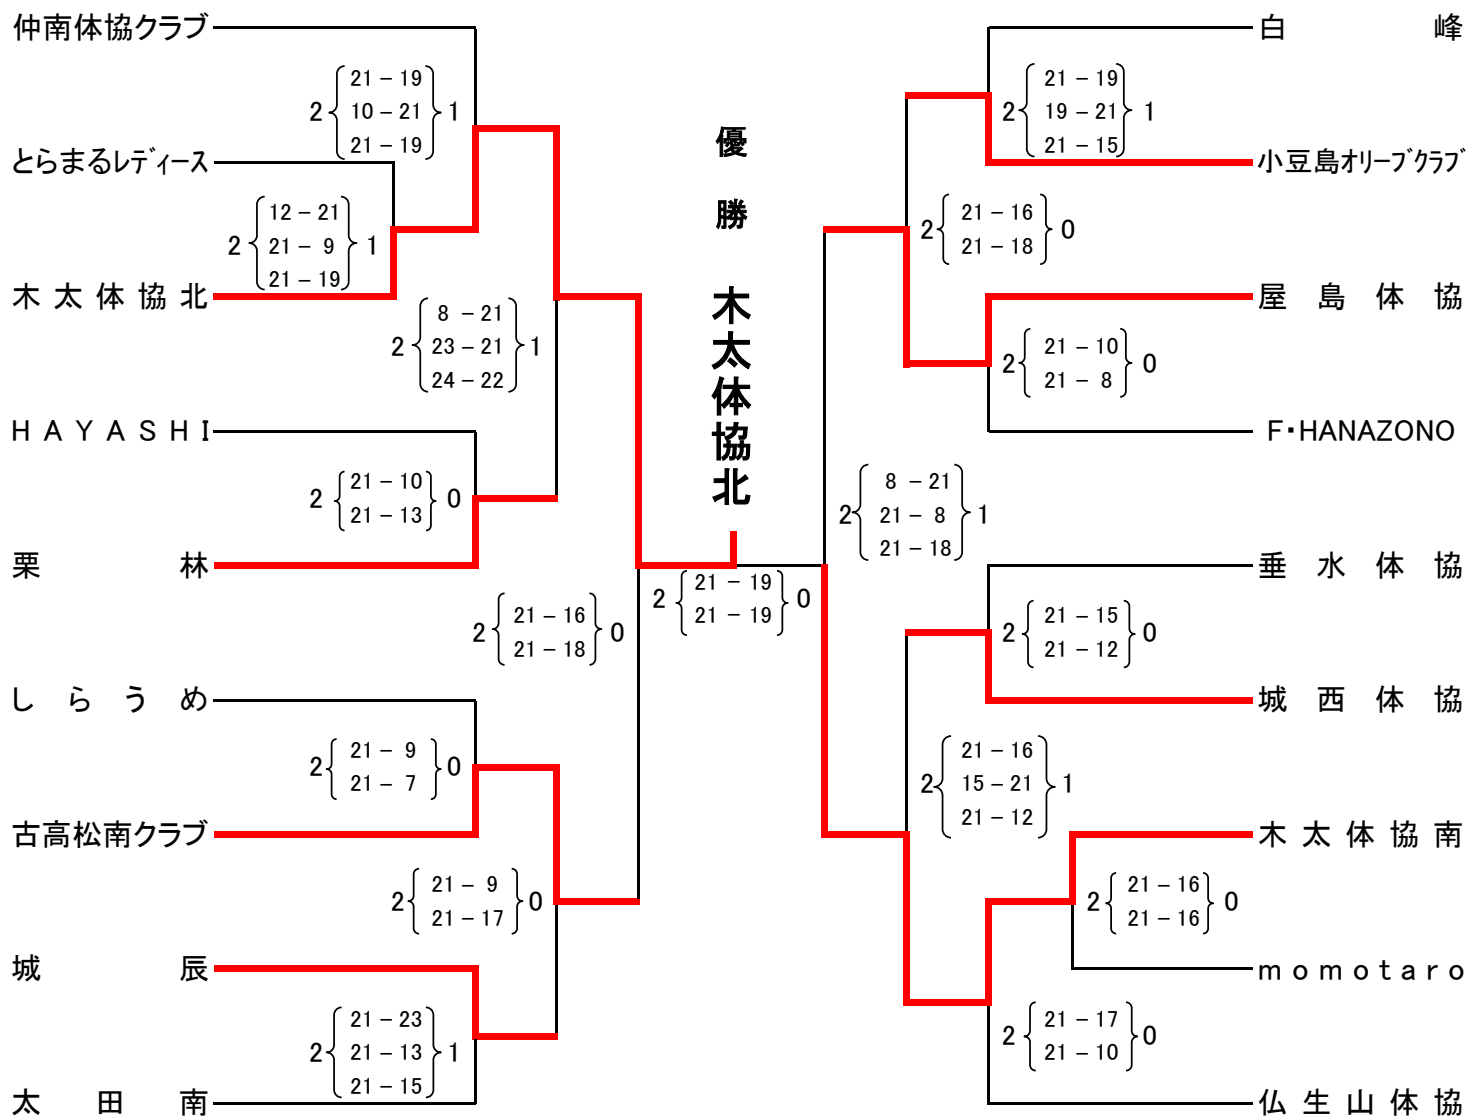 仲南体協クラブ
2 21 - 19 1
10 - 21
21 - 19
とらまるレディース
2 12 - 21 1
21 - 9
21 - 19
木太体協北
2 8 - 21 1
23 - 21
24 - 22
HAYASHI
2 21 - 10 0
21 - 13
栗林
2 21 - 16 0
21 - 18
しらうめ
2 21 - 9 0
21 - 7
古高松南クラブ
2 21 - 9 0
21 - 17
城辰
2 21 - 23 1
21 - 13
21 - 15
太田南
優勝 木太体協北
2 21 - 19 0
21 - 19
白峰
2 21 - 19 1
19 - 21
21 - 15
小豆島オリーブクラブ
2 21 - 16 0
21 - 18
屋島体協
2 21 - 10 0
21 - 8
F・HANAZONO
2 8 - 21 1
21 - 8
21 - 18
垂水体協
2 21 - 15 0
21 - 12
城西体協
2 21 - 16 1
15 - 21
21 - 12
木太体協南
2 21 - 16 0
21 - 16
momotaro
2 21 - 17 0
21 - 10
仏生山体協